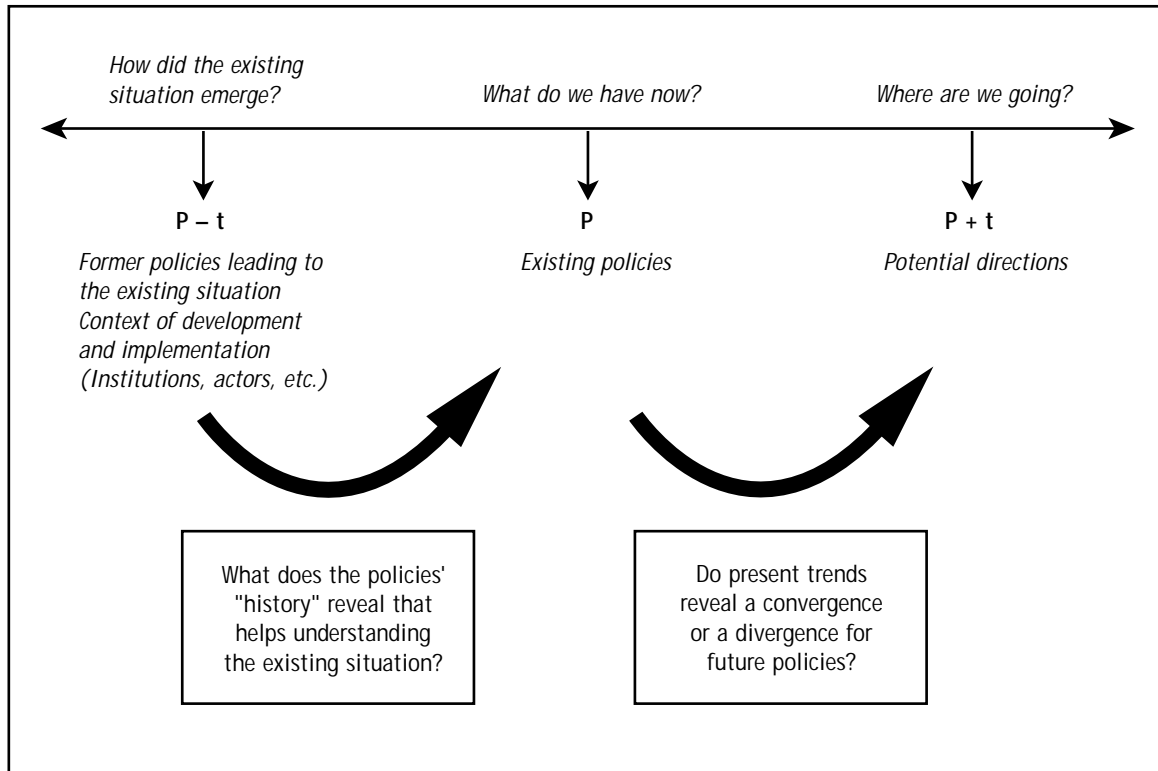 How did the existing
situation emerge?
What do we have now?
Where are we going?
P – t
P
P + t
Former policies leading to
the existing situation
Context of development
and implementation
(Institutions, actors, etc.)
Existing policies
Potential directions
What does the policies'
"history" reveal that
helps understanding
the existing situation?
Do present trends
reveal a convergence
or a divergence for
future policies?